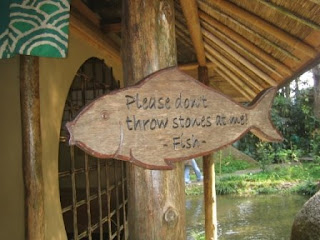 Please don't
throw stones at me!
- Fish -